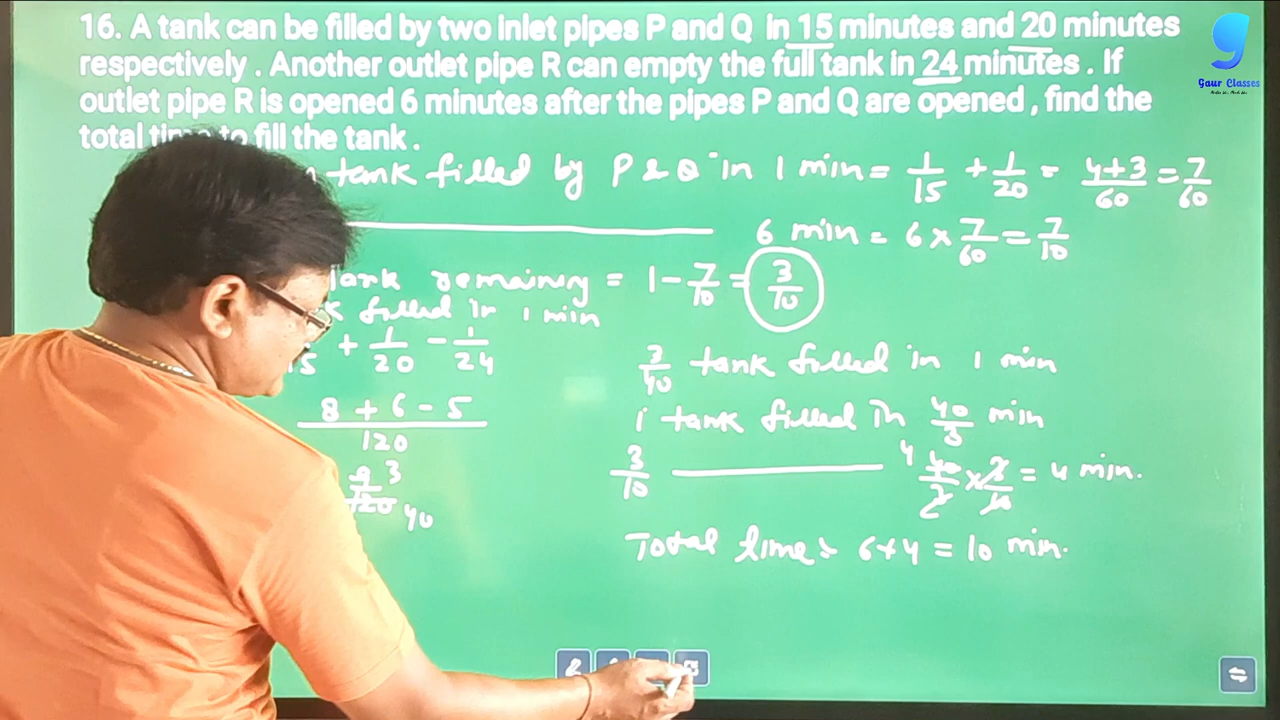 16. A tank can be filled by two inlet pipes P and Q in 15 minutes and 20 minutes
respectively . Another outlet pipe R can empty the full tank in 24 minutes . If
outlet pipe R is opened 6 minutes after the pipes P and Q are opened , find the
total time to fill the tank .
tank filled by P & Q in 1 min = 1/15 + 1/20 = 4+3/60 = 7/60
6 min = 6 × 7/60 = 7/10
Tank remaining = 1 - 7/10 = 3/10
filled in 1 min
+ 1/20 - 1/24
8 + 6 - 5 / 120
9/120 3 40
3/40 tank filled in 1 min
1 tank filled in 40/3 min
3/10 4 40/3 × 3/10 = 4 min.
Total time = 6+4 = 10 min.
g
Gaur Classes